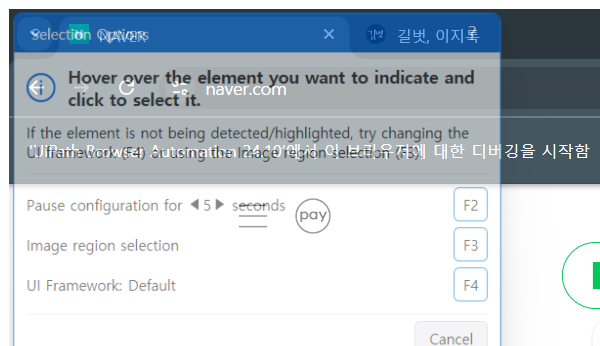 Selection Options
?
NAVER
길벗
길벗, 이지톡
Hover over the element you want to indicate and
click to select it.
naver.com
If the element is not being detected/highlighted, try changing the
UI framework (F4) or using the image region selection (F3).
'UiPath Browser Automation 24.10'에서 이 브라우저에 대한 디버깅을 시작함
Pause configuration for 5 seconds
F2
pay
Image region selection
F3
UI Framework: Default
F4
Cancel